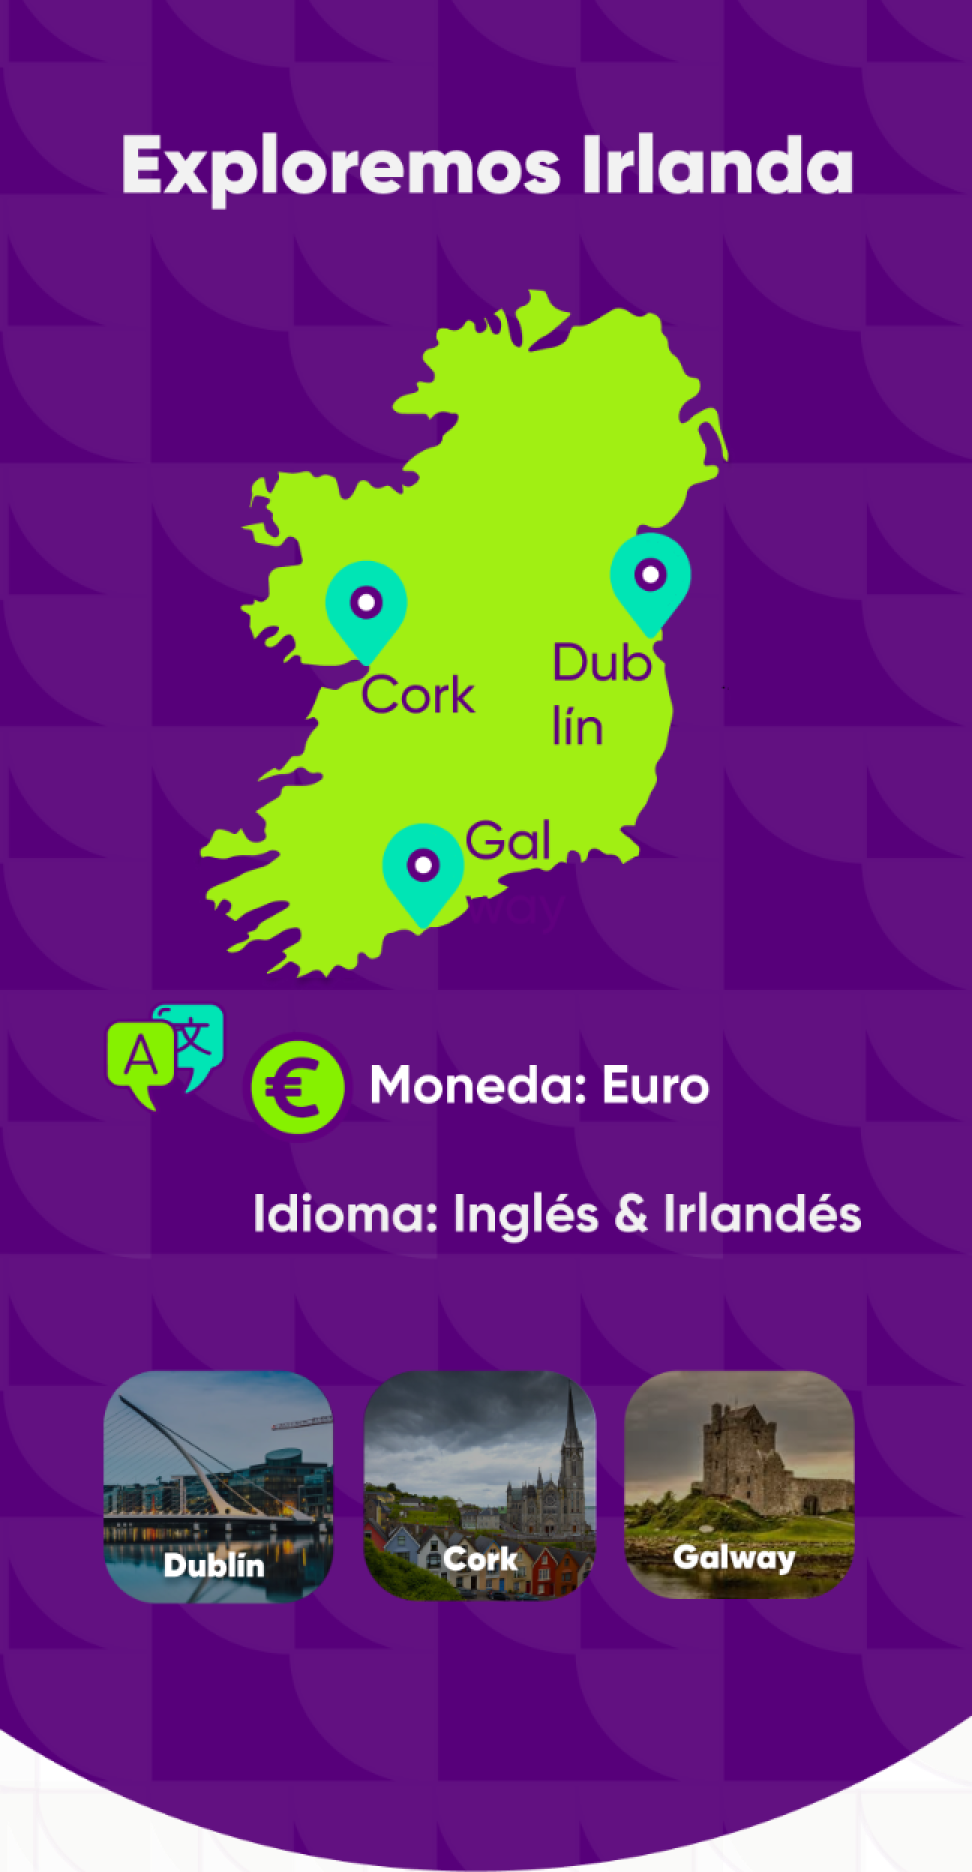 Exploremos Irlanda
Cork
Dub
lín
Gal
way
A 文
€ Moneda: Euro
Idioma: Inglés & Irlandés
Dublín
Cork
Galway